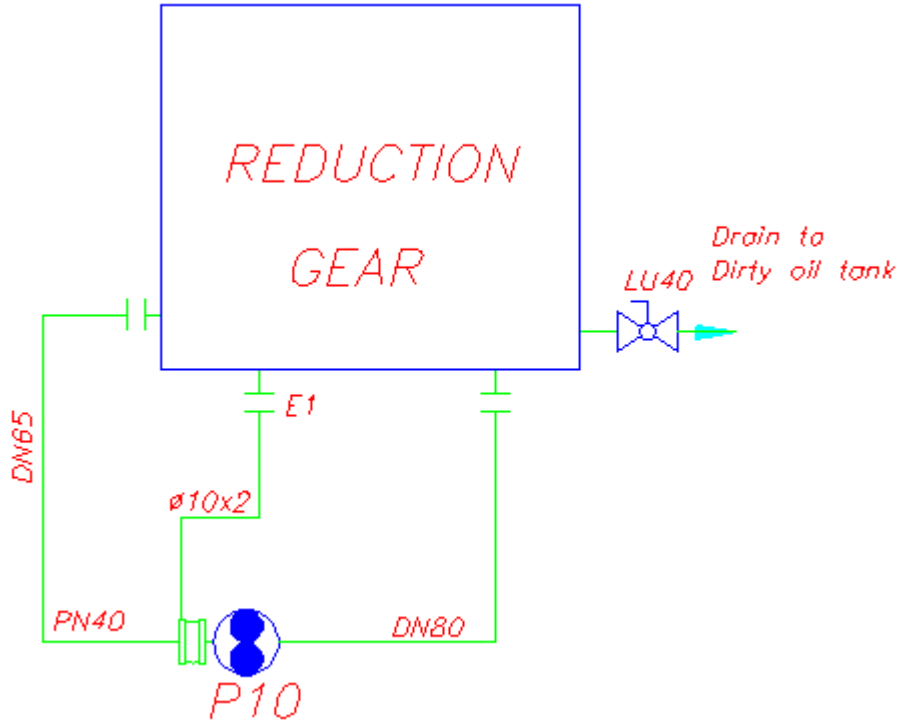 REDUCTION
GEAR
Drain to
Dirty oil tank
LU40
E1
DN65
ø10x2
PN40
DN80
P10